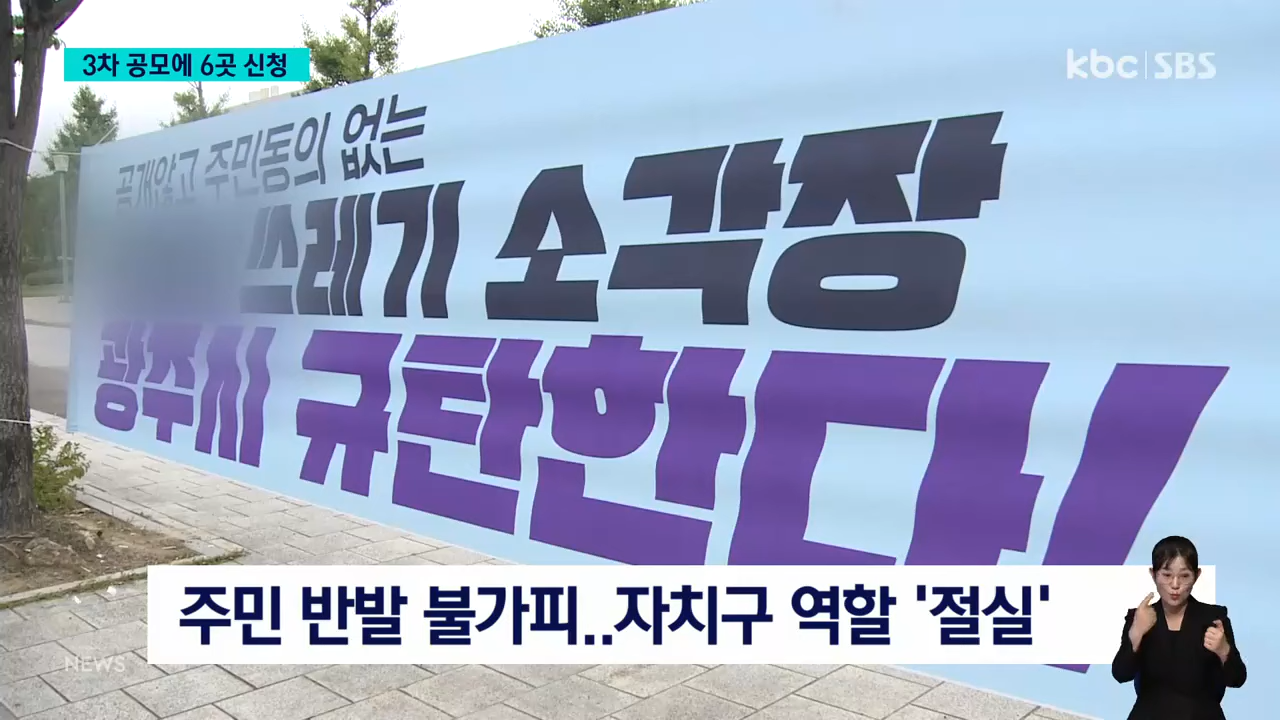 3차 공모에 6곳 신청
kbc SBS
공개않고 주민동의 없는
쓰레기 소각장
광주시 규탄한다!
주민 반발 불가피..자치구 역할 '절실'
NEWS